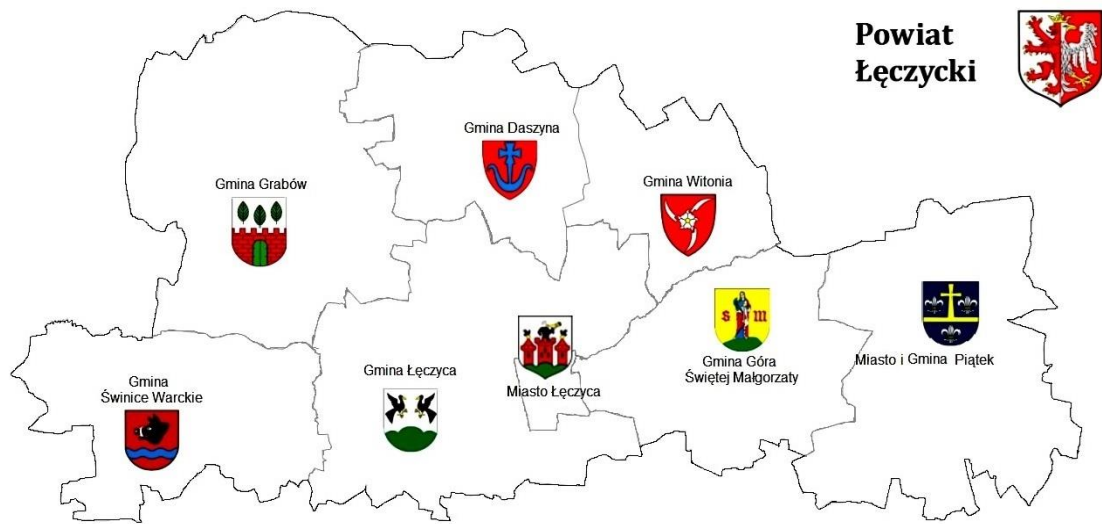 Powiat
Łęczycki
Gmina Daszyna
Gmina Grabów
Gmina Witonia
s m
Gmina Góra
Świętej Małgorzaty
Miasto i Gmina Piątek
Gmina Łęczyca
Miasto Łęczyca
Gmina
Świnice Warckie